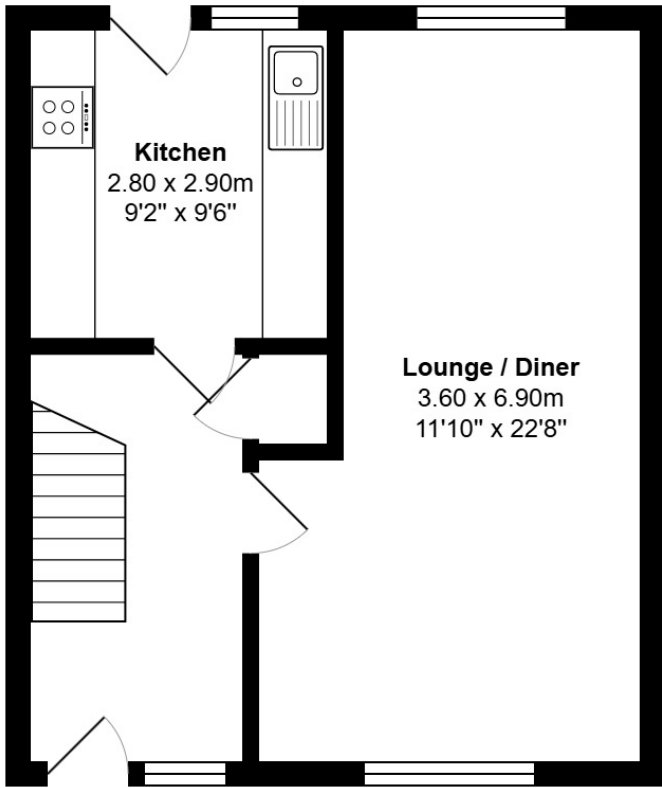 Kitchen
2.80 x 2.90m
9'2" x 9'6"
Lounge / Diner
3.60 x 6.90m
11'10" x 22'8"